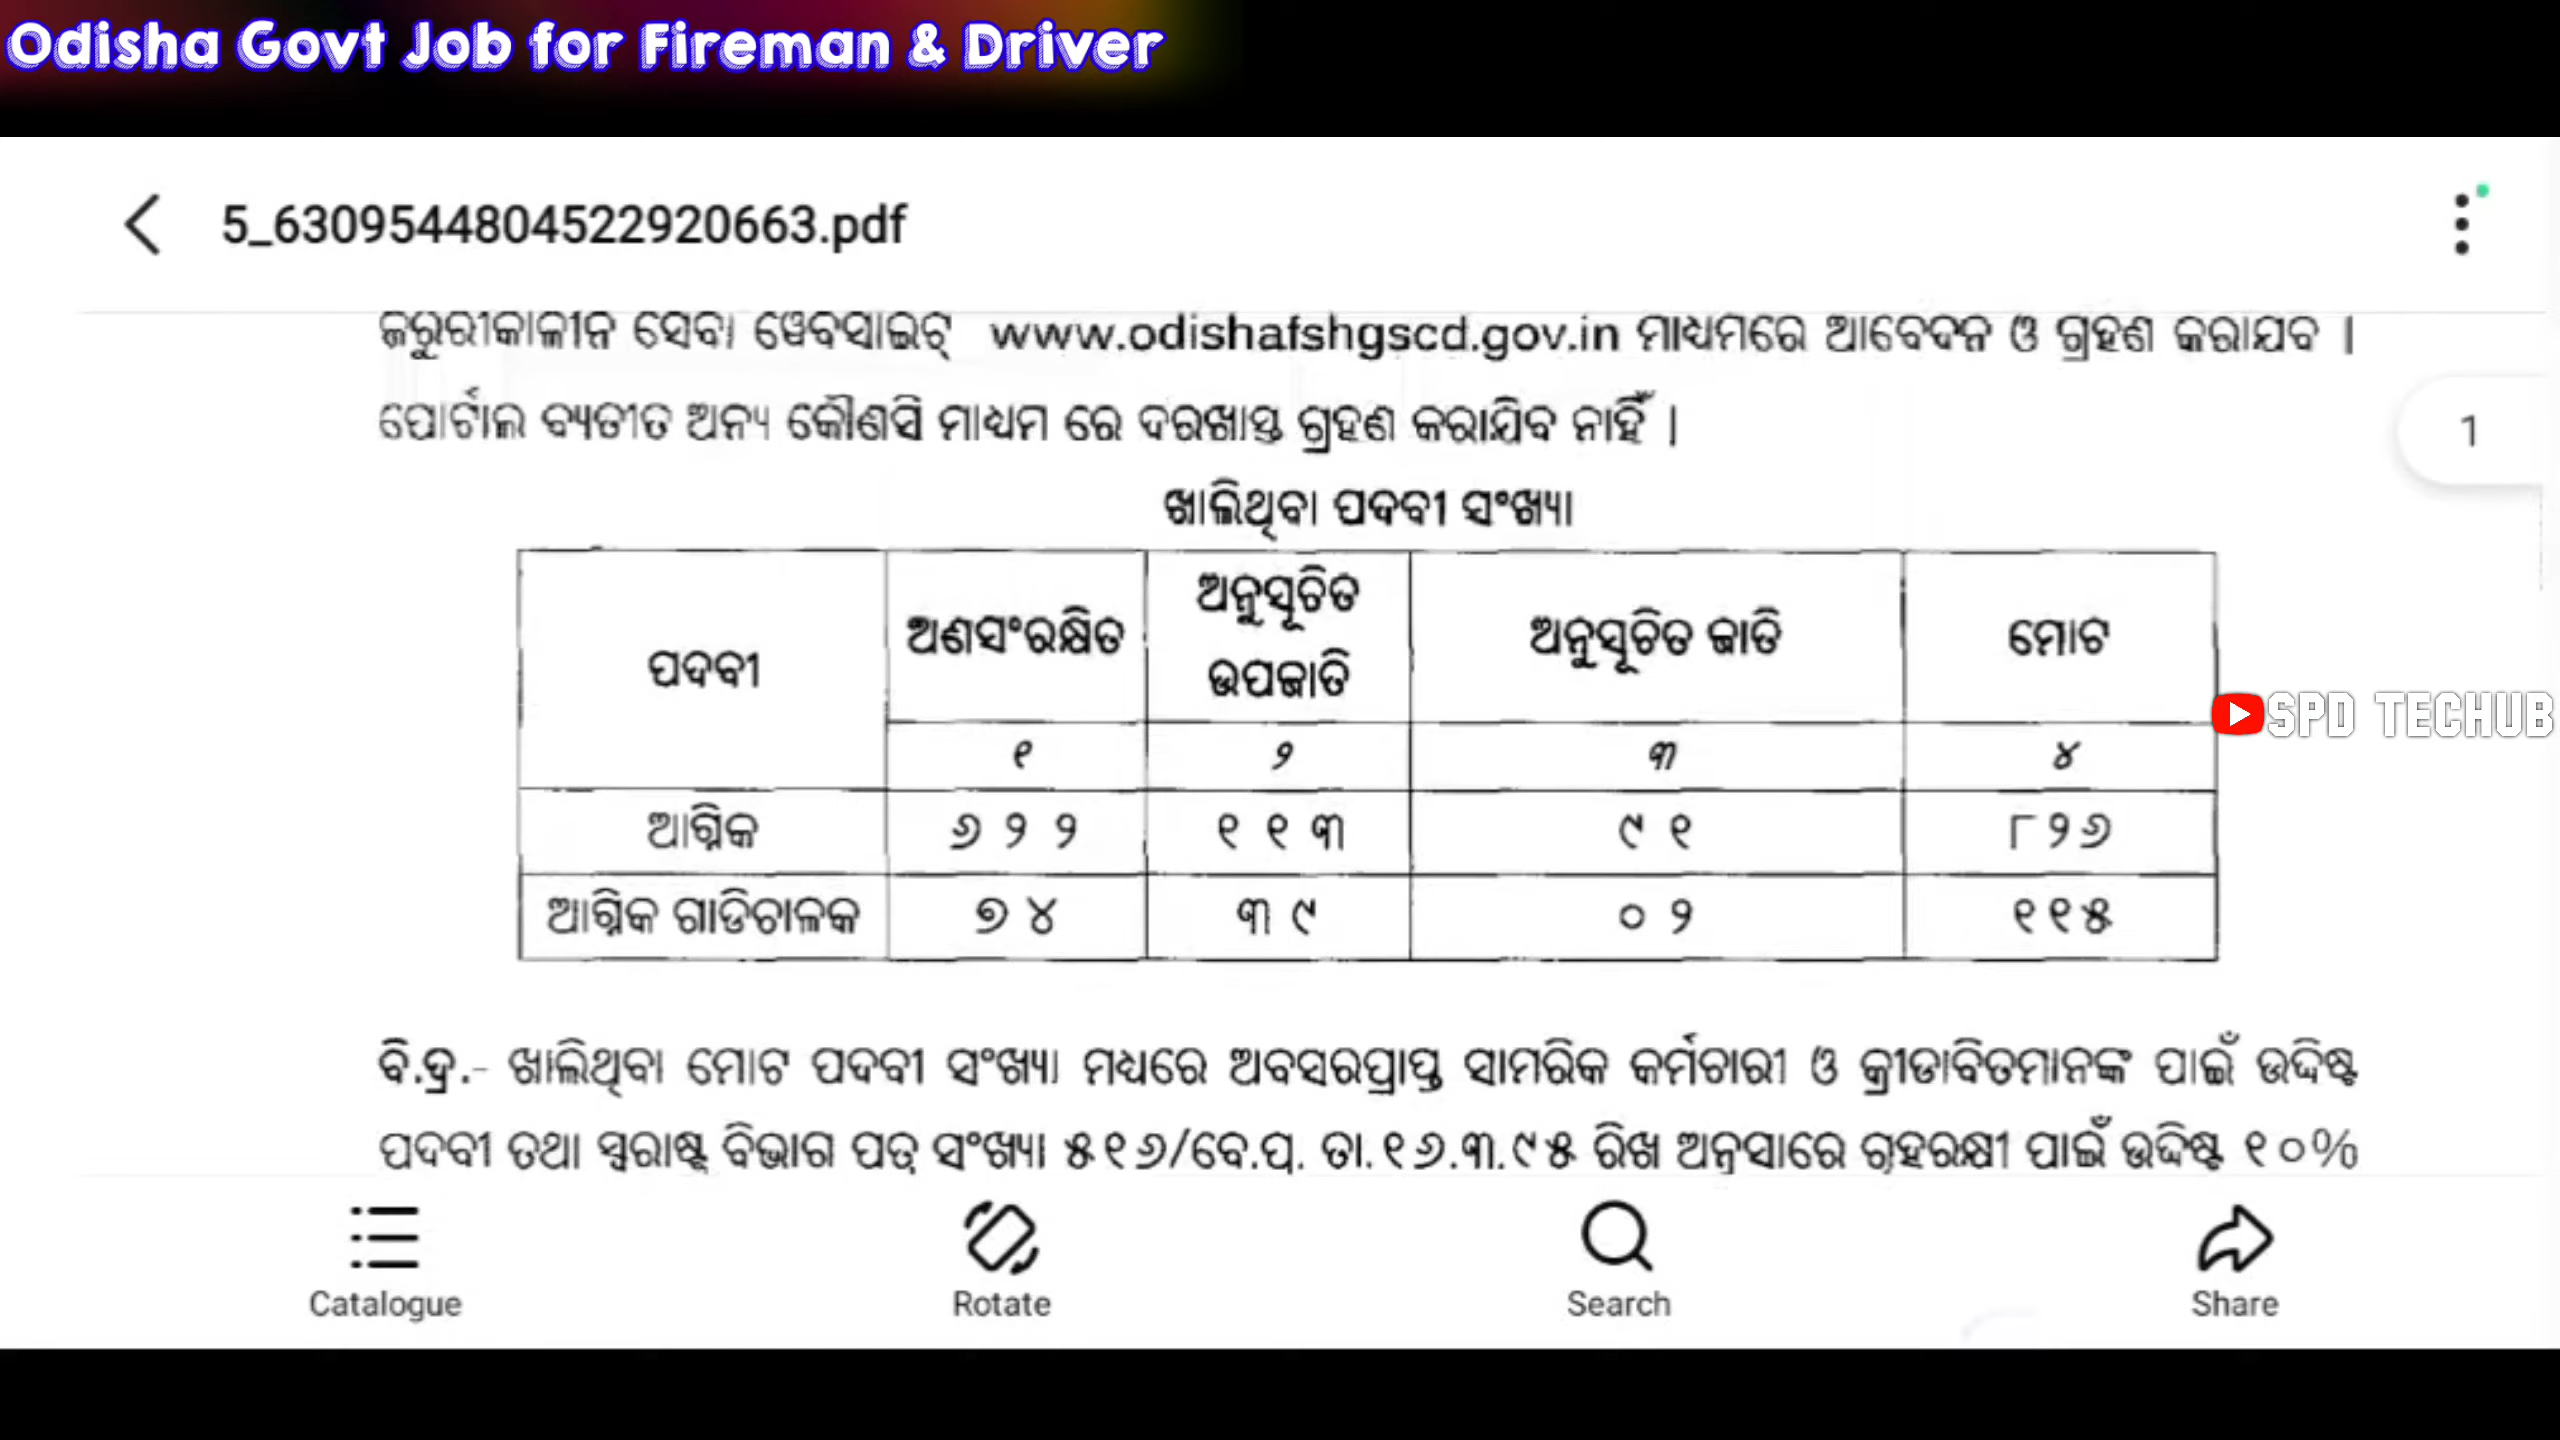 Odisha Govt Job for Fireman & Driver
5_6309544804522920663.pdf
ଜରୁରୀକାଳୀନ ସେବା ୱେବସାଇଟ୍ www.odishafshgscd.gov.in ମାଧ୍ୟମରେ ଆବେଦନ ଓ ଗ୍ରହଣ କରାଯବ |
ପୋର୍ଟାଲ ବ୍ୟତୀତ ଅନ୍ୟ କୌଣସି ମାଧ୍ୟମ ରେ ଦରଖାସ୍ତ ଗ୍ରହଣ କରାଯିବ ନାହିଁ |
1
ଖାଲିଥିବା ପଦବୀ ସଂଖ୍ୟା
ପଦବୀ ଅଣସଂରକ୍ଷିତ ଅନୁସୂଚିତ ଉପଜାତି ଅନୁସୂଚିତ ଜାତି ମୋଟ
୧ ୨ ୩ ୪
ଆଗ୍ନିକ ୬ ୨ ୨ ୧ ୧ ୩ ୯ ୧ ୮୨୬
ଆଗ୍ନିକ ଗାଡିଚାଳକ ୭ ୪ ୩ ୯ ୦ ୨ ୧୧୫
SPD TECHUB
ବି.ଦ୍ର.- ଖାଲିଥିବା ମୋଟ ପଦବୀ ସଂଖ୍ୟା ମଧ୍ୟରେ ଅବସରପ୍ରାପ୍ତ ସାମରିକ କର୍ମଚାରୀ ଓ କ୍ରୀଡାବିତମାନଙ୍କ ପାଇଁ ଉଦ୍ଦିଷ୍ଟ
ପଦବୀ ତଥା ସ୍ୱରାଷ୍ଟ୍ର ବିଭାଗ ପତ୍ର ସଂଖ୍ୟା ୫୧୬/ବେ.ପ୍ର. ତା.୧୬.୩.୯୫ ରିଖ ଅନୁସାରେ ଗୃହରକ୍ଷୀ ପାଇଁ ଉଦ୍ଦିଷ୍ଟ ୧୦%
Catalogue
Rotate
Search
Share